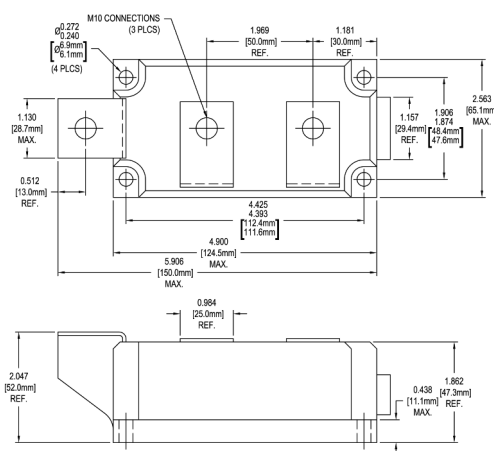 M10 CONNECTIONS
(3 PLCS)
Ø0.272
0.240
[6.9mm
6.1mm]
(4 PLCS)
1.969
[50.0mm]
REF.
1.181
[30.0mm]
REF.
1.130
[28.7mm]
MAX.
1.157
[29.4mm]
REF.
1.906
1.874
[48.4mm
47.6mm]
2.563
[65.1mm
MAX.
0.512
[13.0mm]
REF.
4.425
4.393
[112.4mm
111.6mm]
4.900
[124.5mm]
MAX.
5.906
[150.0mm]
MAX.
0.984
[25.0mm]
REF.
2.047
[52.0mm]
REF.
0.438
[11.1mm]
MAX.
1.862
[47.3mm]
REF.